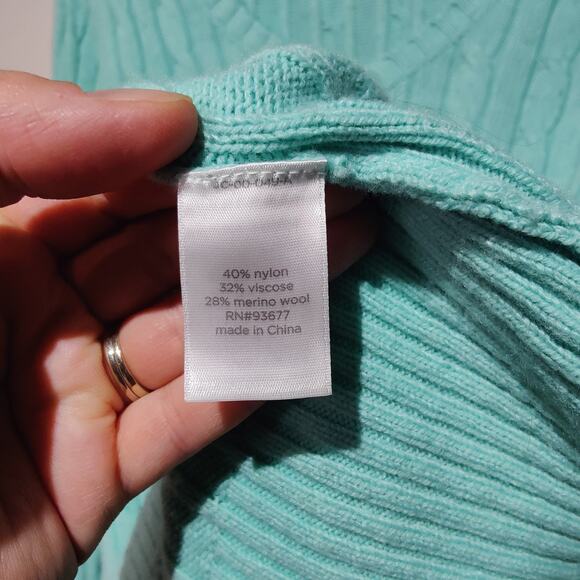 40% nylon
32% viscose
28% merino wool
RN#93677
made in China